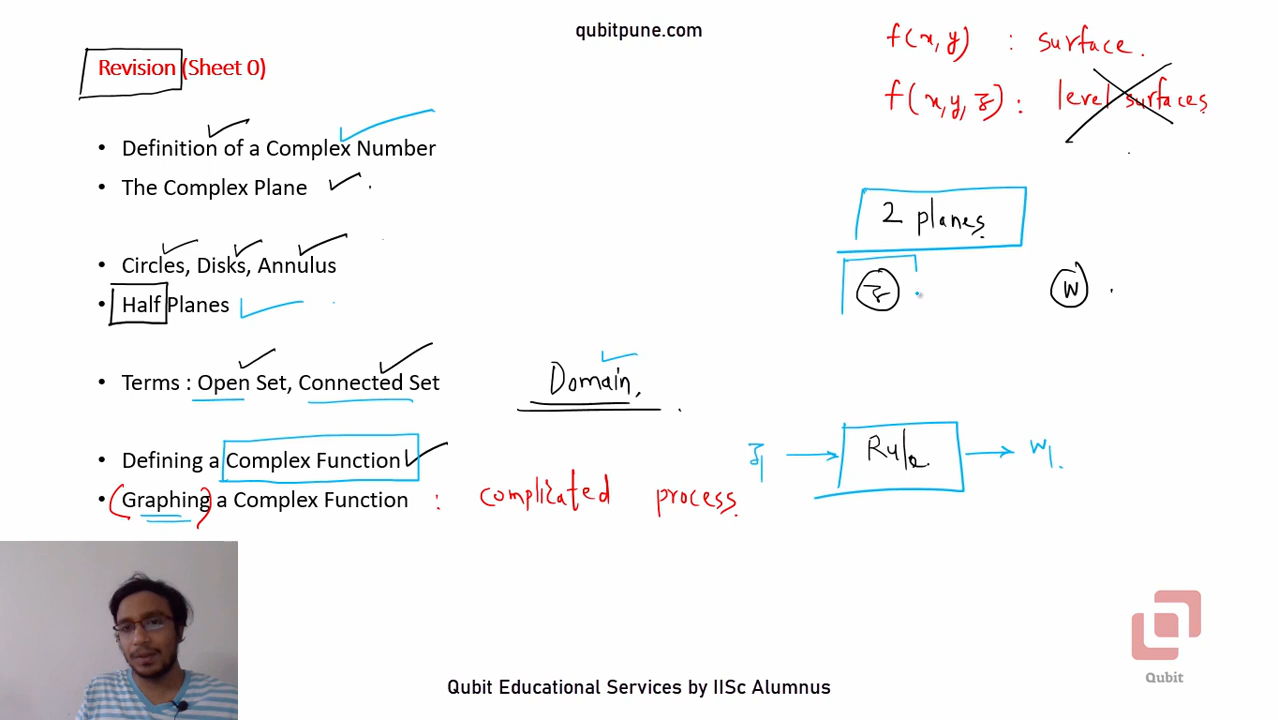 qubitpune.com
Revision (Sheet 0)
• Definition of a Complex Number
• The Complex Plane
• Circles, Disks, Annulus
• Half Planes
• Terms : Open Set, Connected Set
• Defining a Complex Function
• (Graphing) a Complex Function : complicated process.
Domain,
f(x,y) : surface.
f(x,y,z) : level surfaces
2 planes
z
w
z1 → Rule → w1.
Qubit
Qubit Educational Services by IISc Alumnus